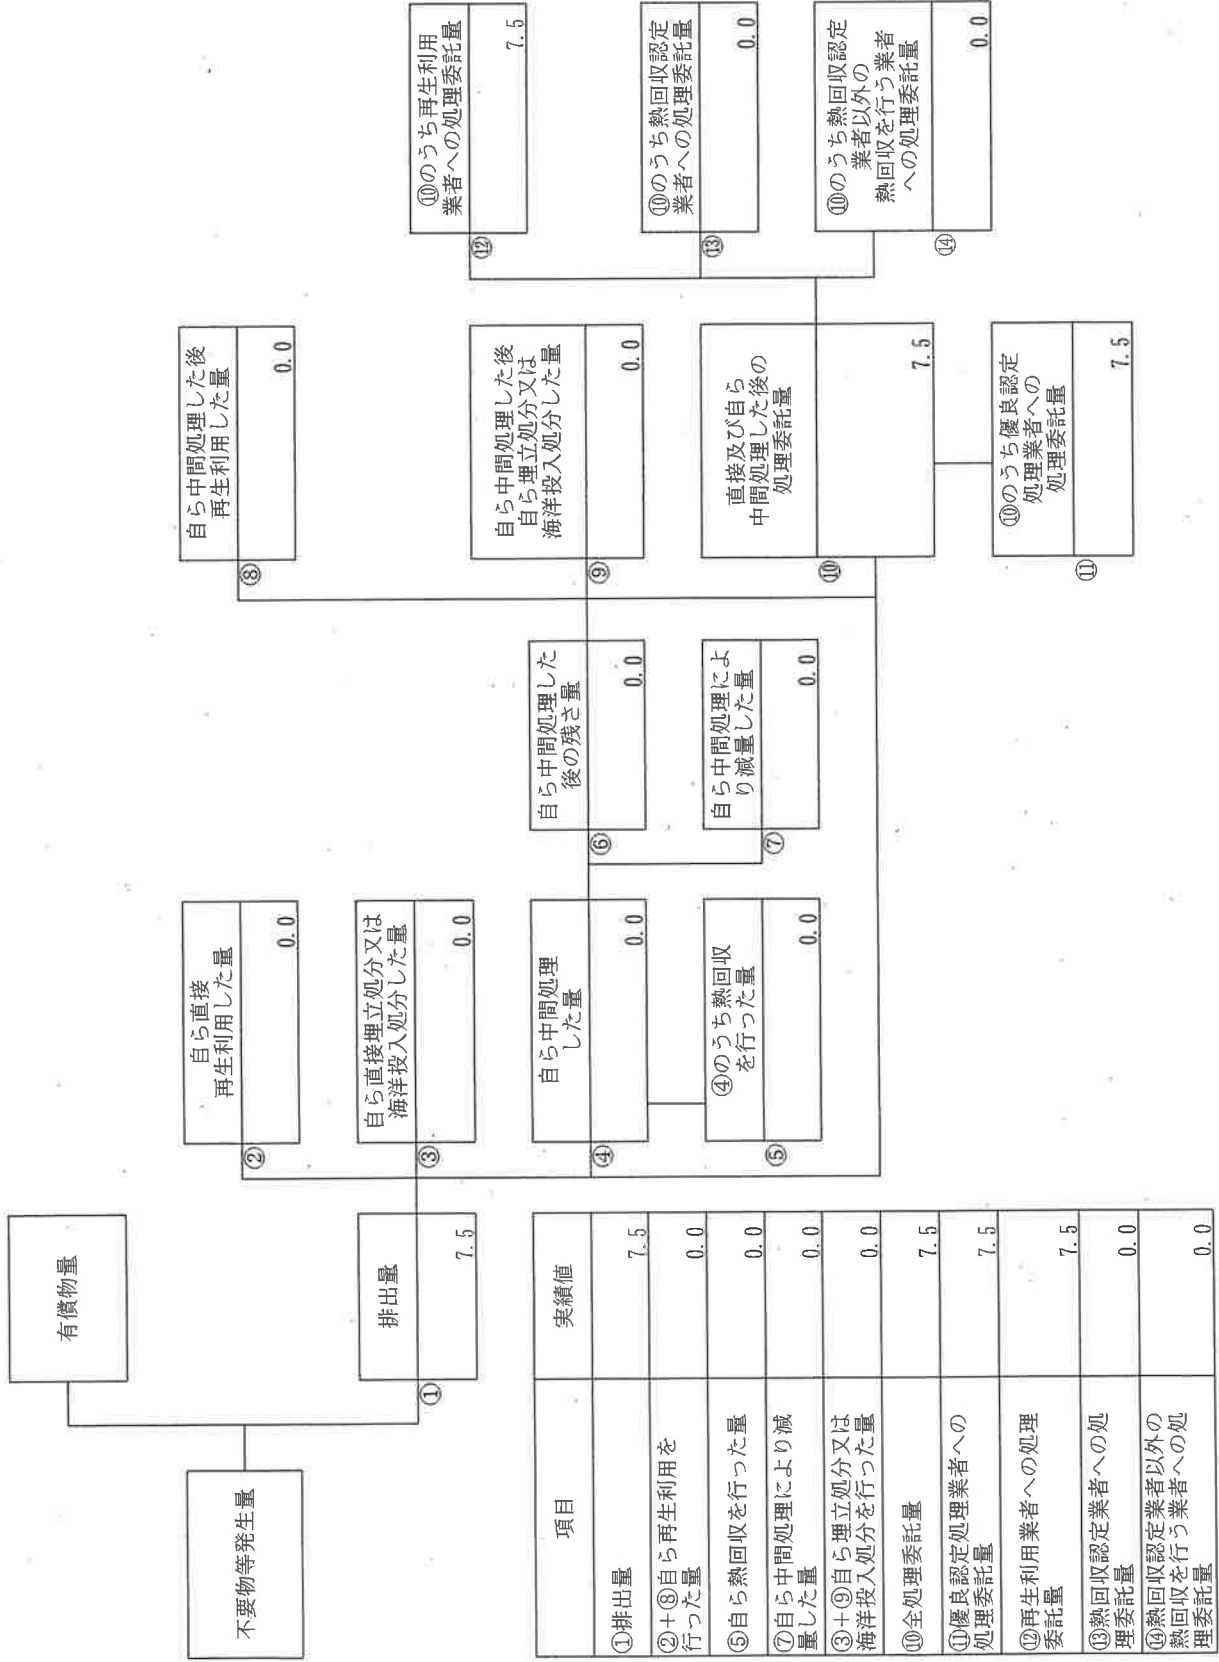 不要物等発生量
有償物量
排出量
①
7.5
自ら直接
再生利用した量
②
0.0
自ら直接埋立処分又は
海洋投入処分した量
③
0.0
自ら中間処理
した量
④
0.0
④のうち熱回収
を行った量
⑤
0.0
自ら中間処理した
後の残さ量
⑥
0.0
自ら中間処理によ
り減量した量
⑦
0.0
自ら中間処理した後
再生利用した量
⑧
0.0
自ら中間処理した後
自ら埋立処分又は
海洋投入処分した量
⑨
0.0
直接及び自ら
中間処理した後の
処理委託量
⑩
7.5
⑩のうち優良認定
処理業者への
処理委託量
⑪
7.5
⑩のうち再生利用
業者への処理委託量
⑫
7.5
⑩のうち熱回収認定
業者への処理委託量
⑬
0.0
⑩のうち熱回収認定
業者以外の
熱回収を行う業者
への処理委託量
⑭
0.0
項目 実績値
①排出量 7.5
②+⑧自ら再生利用を
行った量 0.0
⑤自ら熱回収を行った量 0.0
⑦自ら中間処理により減
量した量 0.0
③+⑨自ら埋立処分又は
海洋投入処分を行った量 0.0
⑩全処理委託量 7.5
⑪優良認定処理業者への
処理委託量 7.5
⑫再生利用業者への処理
委託量 7.5
⑬熱回収認定業者への処
理委託量 0.0
⑭熱回収認定業者以外の
熱回収を行う業者への処
理委託量 0.0